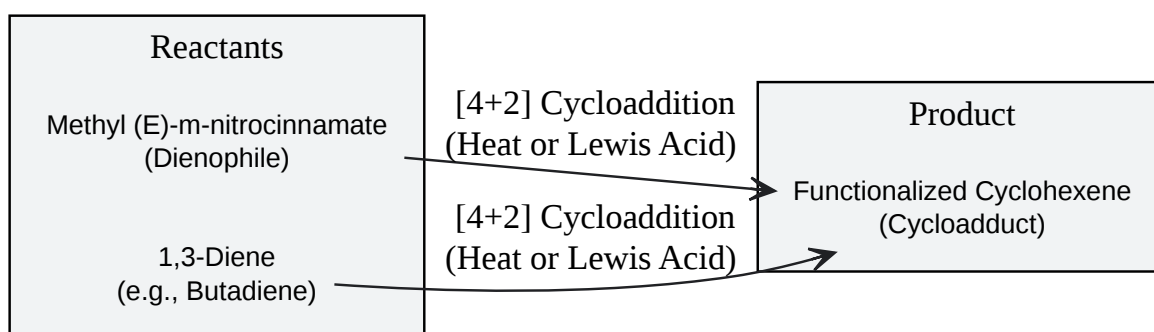 Reactants
Methyl (E)-m-nitrocinnamate
(Dienophile)
1,3-Diene
(e.g., Butadiene)
[4+2] Cycloaddition
(Heat or Lewis Acid)
[4+2] Cycloaddition
(Heat or Lewis Acid)
Product
Functionalized Cyclohexene
(Cycloadduct)